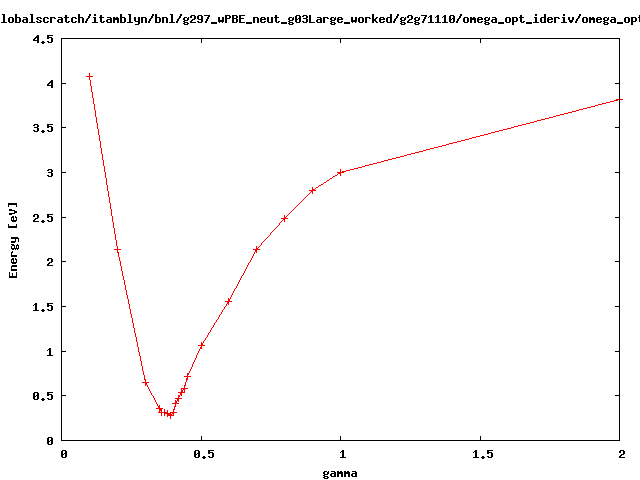 lobalscratch/itamblyn/bnl/g297_wPBE_neut_g03Large_worked/g2g71110/omega_opt_ideriv/omega_opt
4.5
4
3.5
3
2.5
2
1.5
1
0.5
0
Energy [eV]
0 0.5 1 1.5 2
gamma